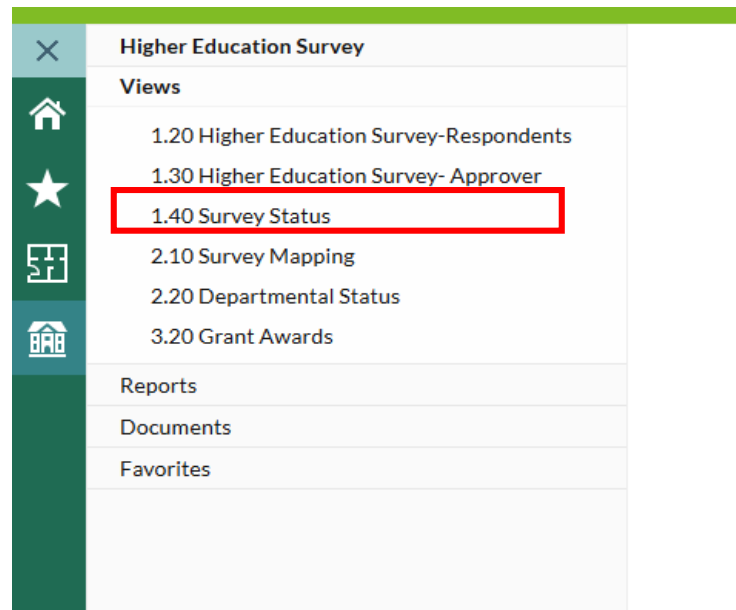 Higher Education Survey
Views
1.20 Higher Education Survey-Respondents
1.30 Higher Education Survey- Approver
1.40 Survey Status
2.10 Survey Mapping
2.20 Departmental Status
3.20 Grant Awards
Reports
Documents
Favorites